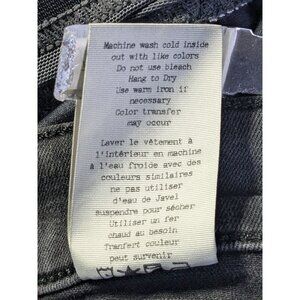 Machine wash cold inside
out with like colors
Do not use bleach
Hang to Dry
Use warm iron if
necessary
Color transfer
may occur
Laver le vêtement à
l'intérieur en machine
à l'eau froide avec des
couleurs similaires
ne pas utiliser
d'eau de Javel
suspendre pour sécher
Utiliser un fer
chaud au besoin
Tranfert couleur
peut survenir